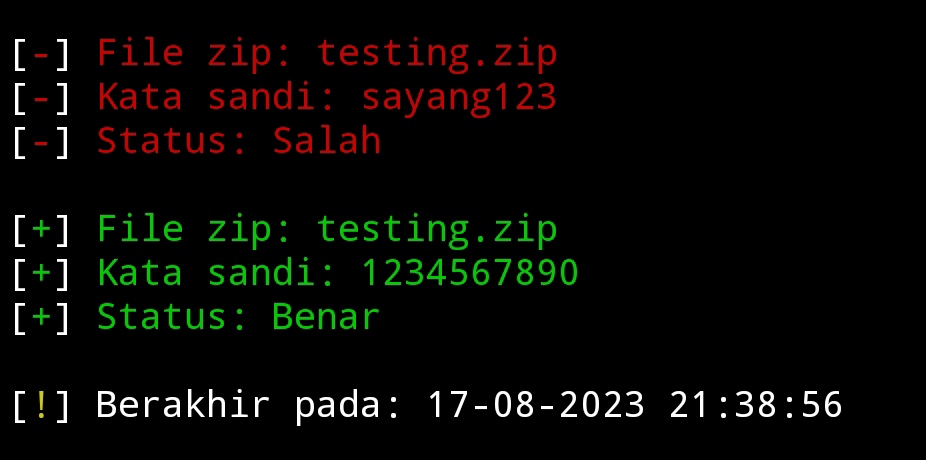 [-] File zip: testing.zip
[-] Kata sandi: sayang123
[-] Status: Salah
[+] File zip: testing.zip
[+] Kata sandi: 1234567890
[+] Status: Benar
[!] Berakhir pada: 17-08-2023 21:38:56